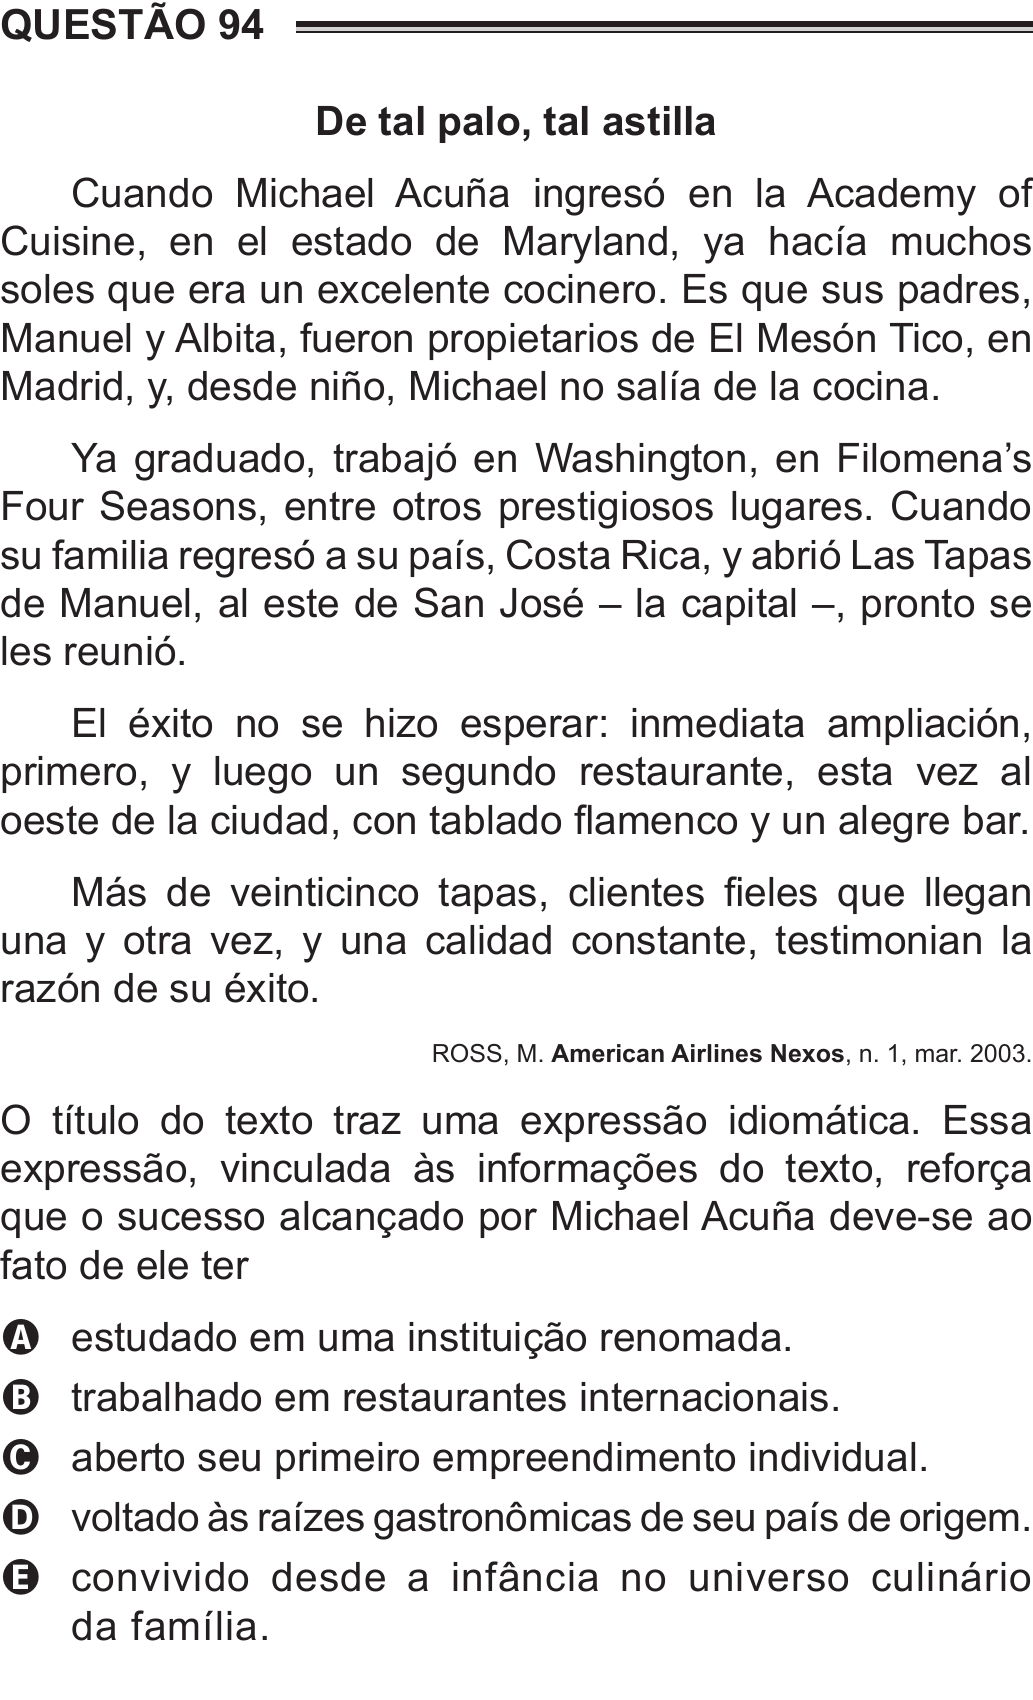 QUESTÃO 94
De tal palo, tal astilla
Cuando Michael Acuña ingresó en la Academy of
Cuisine, en el estado de Maryland, ya hacía muchos
soles que era un excelente cocinero. Es que sus padres,
Manuel y Albita, fueron propietarios de El Mesón Tico, en
Madrid, y, desde niño, Michael no salía de la cocina.
Ya graduado, trabajó en Washington, en Filomena’s
Four Seasons, entre otros prestigiosos lugares. Cuando
su familia regresó a su país, Costa Rica, y abrió Las Tapas
de Manuel, al este de San José – la capital –, pronto se
les reunió.
El éxito no se hizo esperar: inmediata ampliación,
primero, y luego un segundo restaurante, esta vez al
oeste de la ciudad, con tablado flamenco y un alegre bar.
Más de veinticinco tapas, clientes fieles que llegan
una y otra vez, y una calidad constante, testimonian la
razón de su éxito.
ROSS, M. American Airlines Nexos, n. 1, mar. 2003.
O título do texto traz uma expressão idiomática. Essa
expressão, vinculada às informações do texto, reforça
que o sucesso alcançado por Michael Acuña deve-se ao
fato de ele ter
A estudado em uma instituição renomada.
B trabalhado em restaurantes internacionais.
C aberto seu primeiro empreendimento individual.
D voltado às raízes gastronômicas de seu país de origem.
E convivido desde a infância no universo culinário
da família.